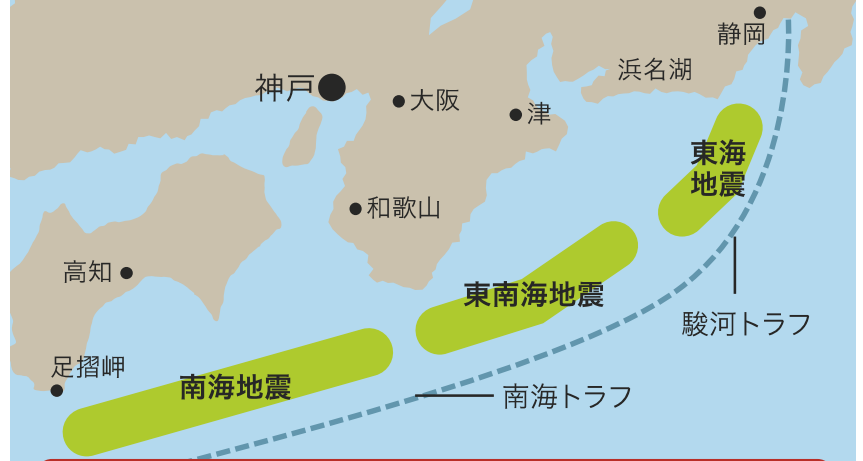 静岡
浜名湖
神戸
大阪
津
東海
地震
和歌山
高知
東南海地震
駿河トラフ
足摺岬
南海地震
南海トラフ